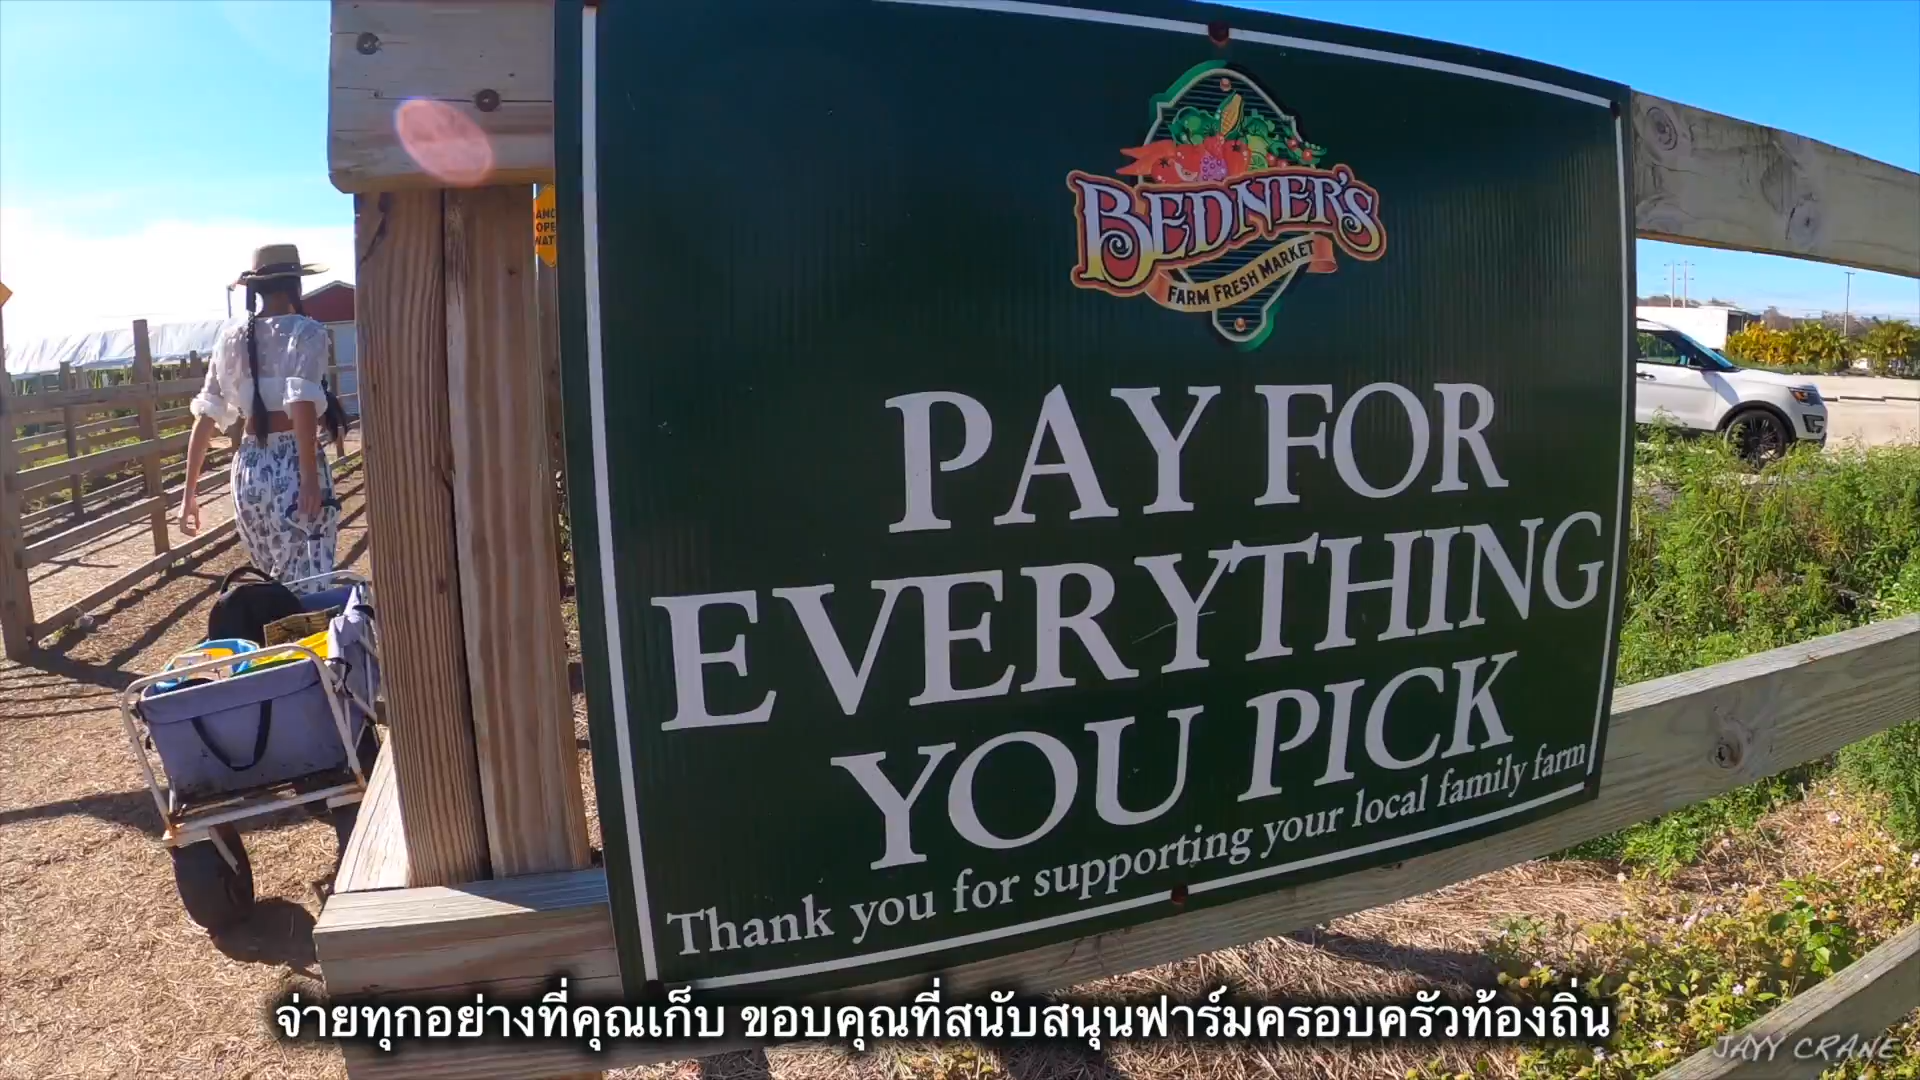 BEDNER'S
FARM FRESH MARKET
PAY FOR
EVERYTHING
YOU PICK
Thank you for supporting your local family farm
จ่ายทุกอย่างที่คุณเก็บ ขอบคุณที่สนับสนุนฟาร์มครอบครัวท้องถิ่น
JAYY CRANE